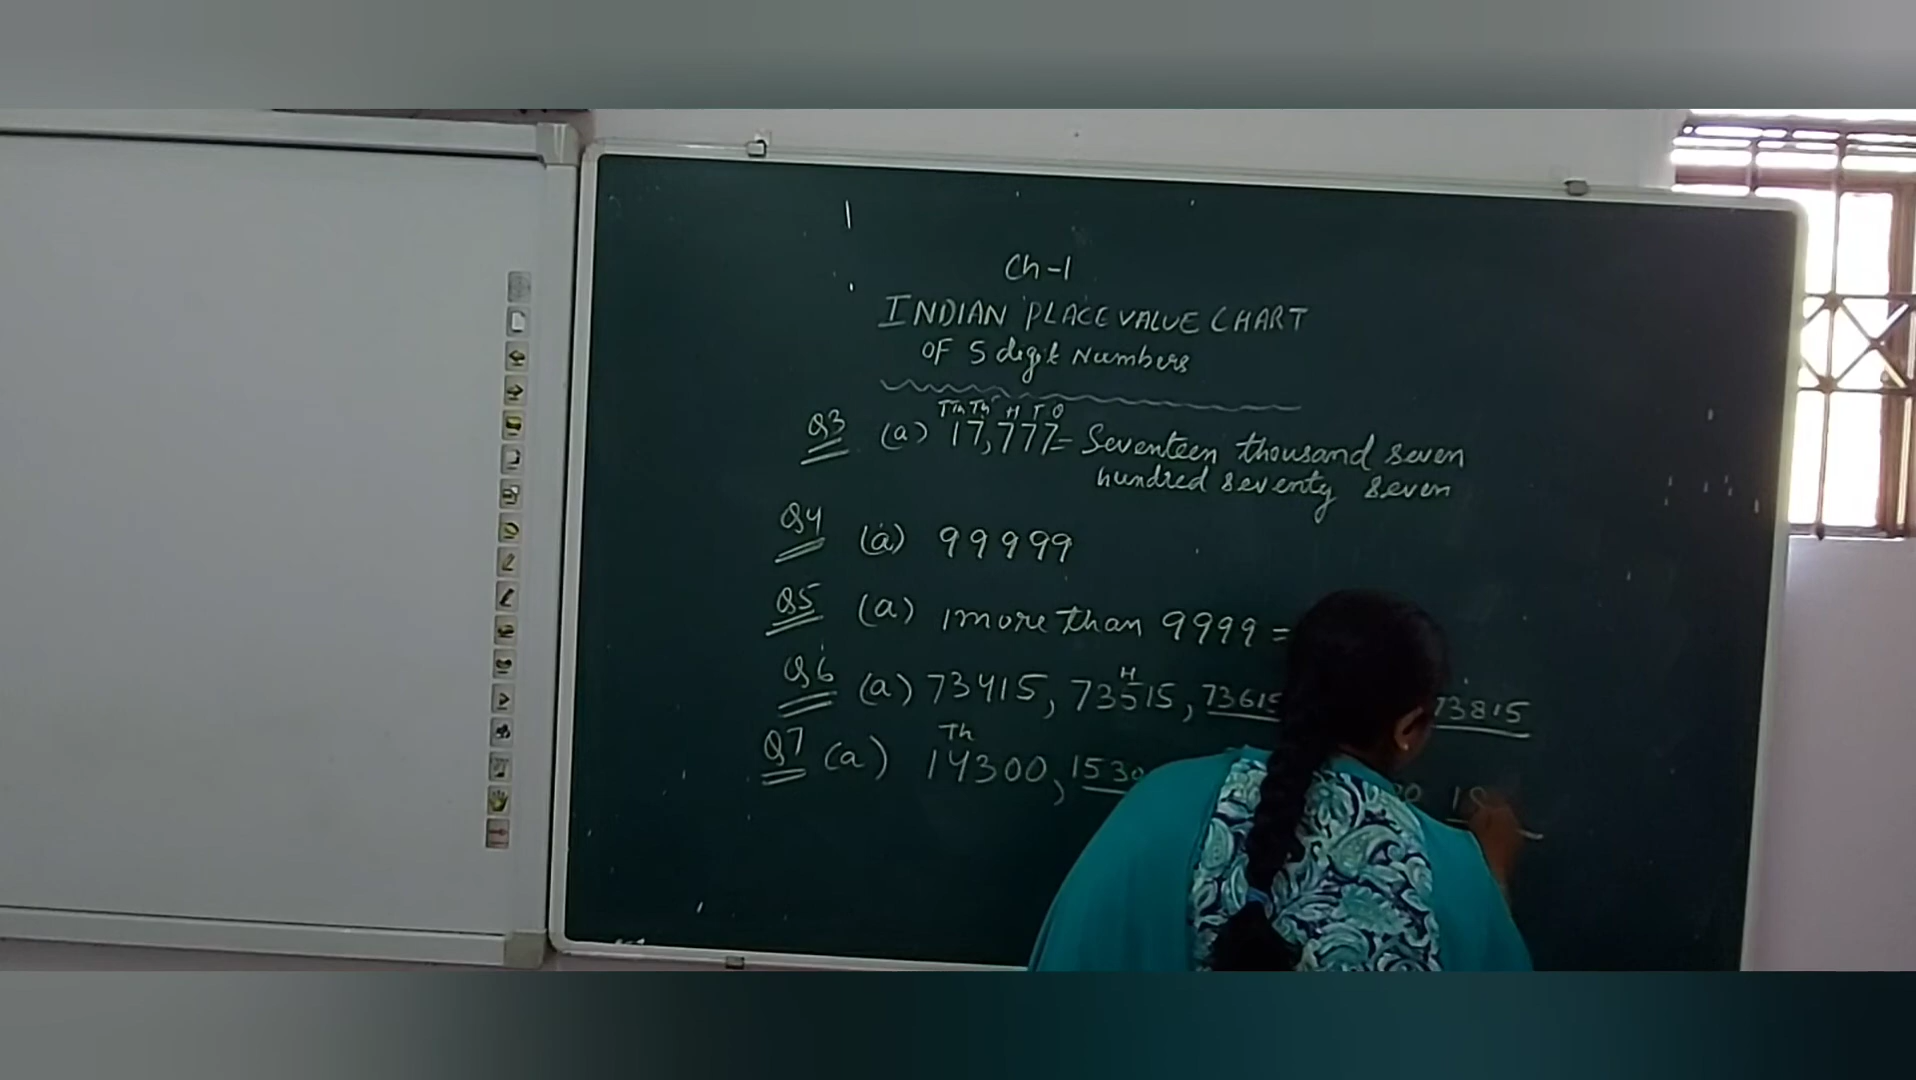 Ch-1
INDIAN PLACE VALUE CHART
OF 5 digit Numbers
TTh Th H T O
Q3 (a) 17,777 = Seventeen thousand seven
hundred seventy seven
Q4 (a) 99999
Q5 (a) 1 more than 9999 =
H
Q6 (a) 73415, 73515, 73615 73815
Th
Q7 (a) 14300, 1530